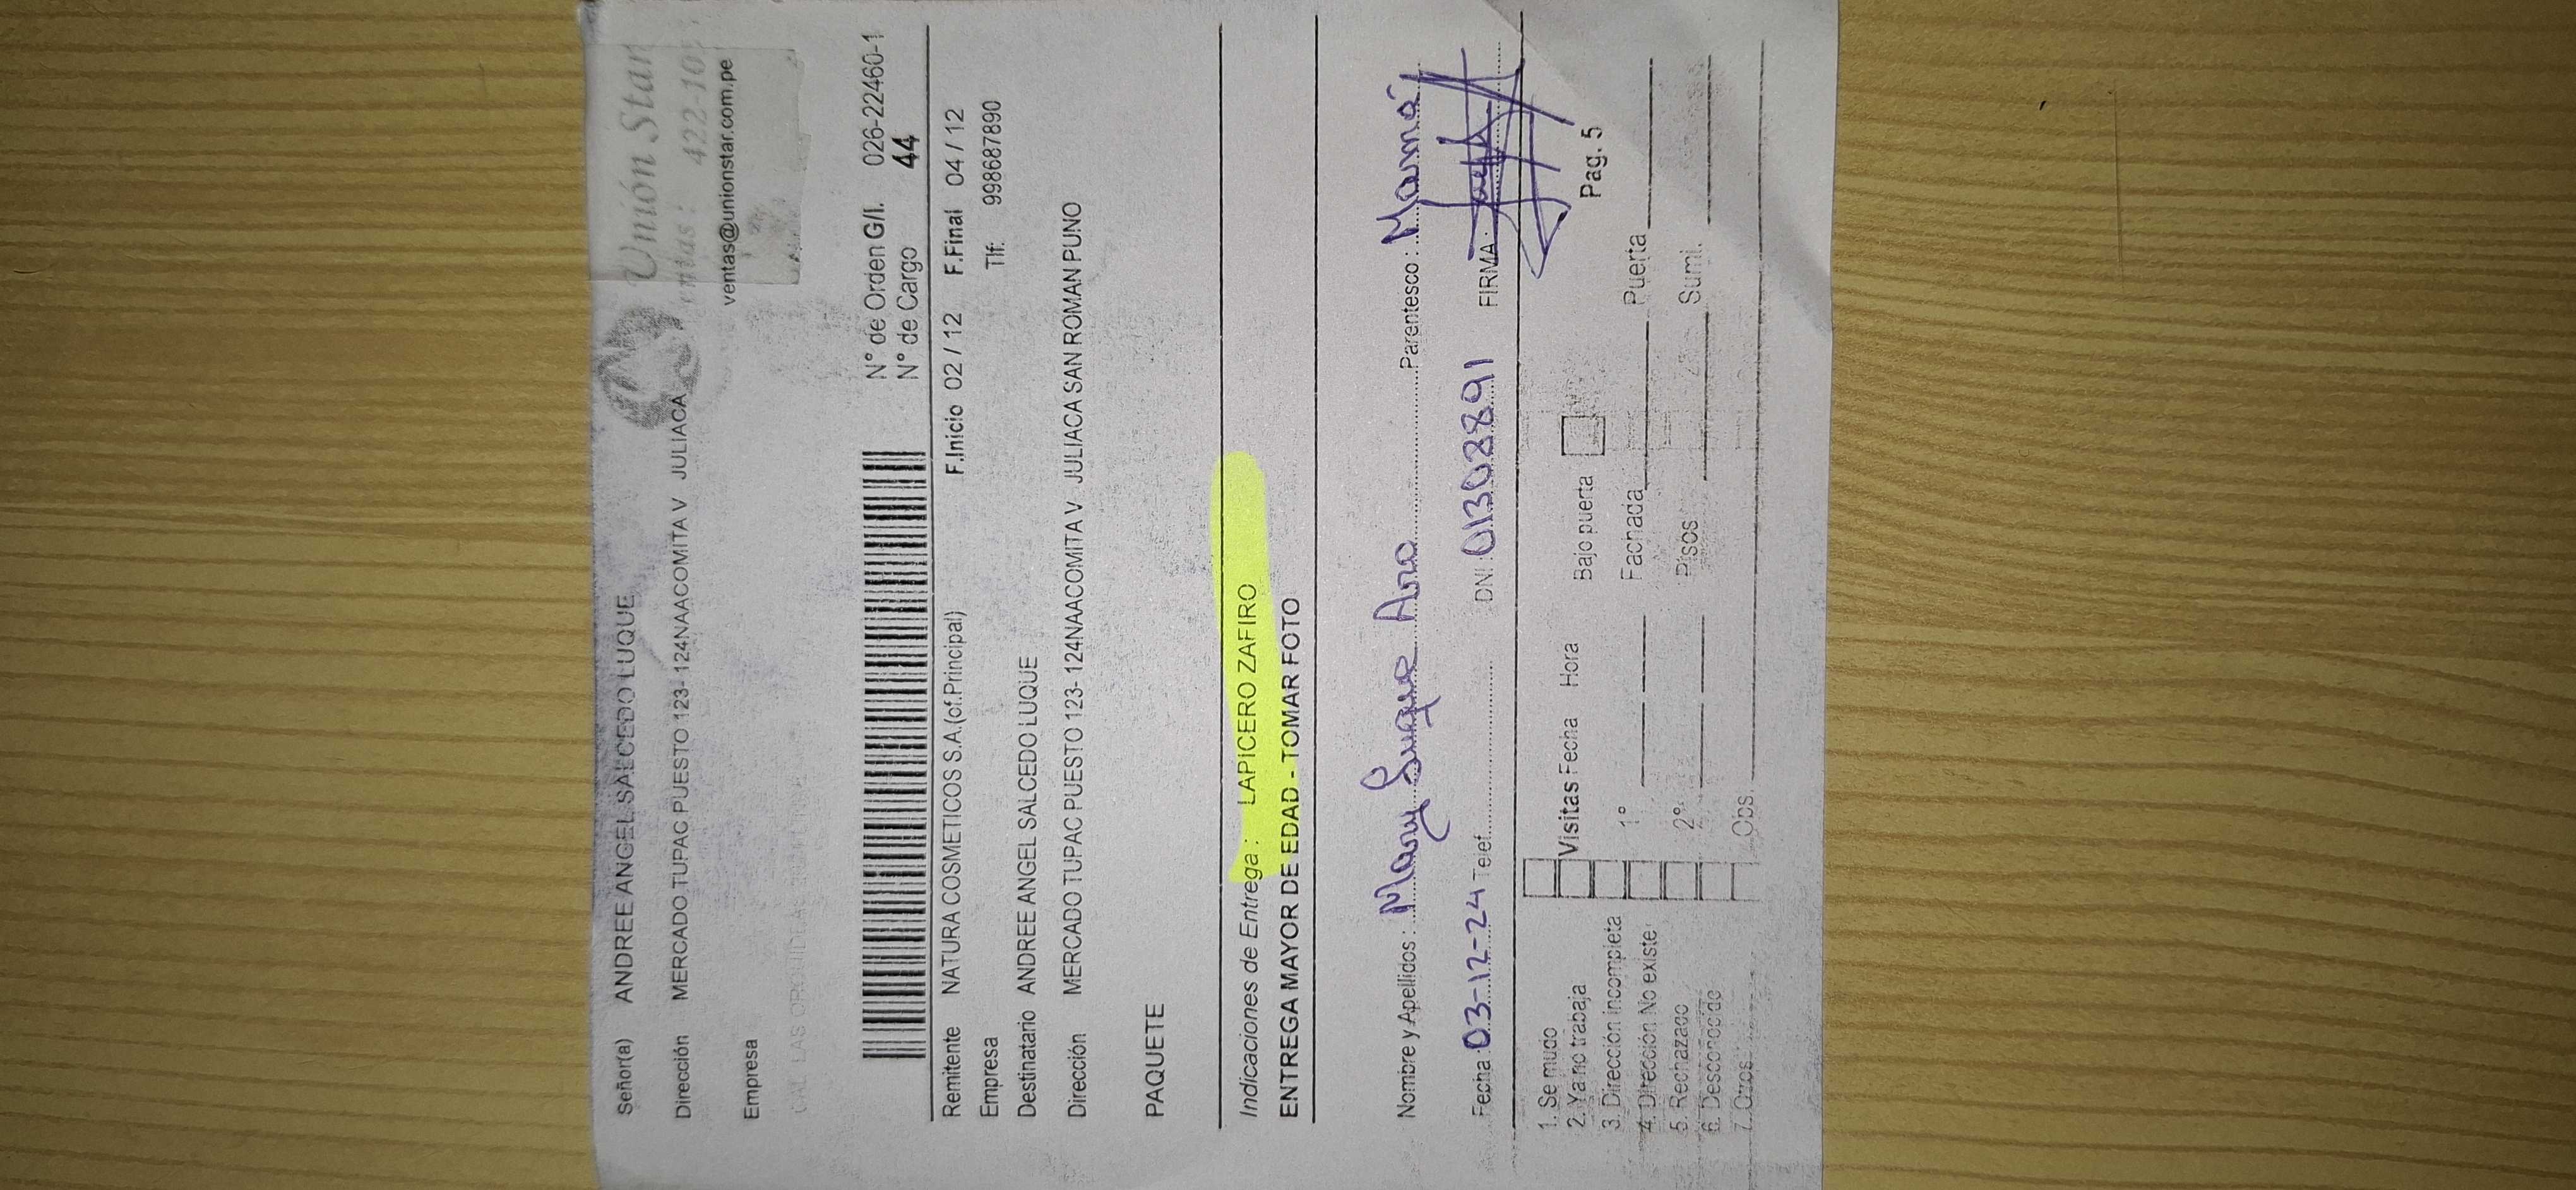 Señor(a) ANDREE ANGEL SALCEDO LUQUE
Unión Star
Dirección MERCADO TUPAC PUESTO 123- 124NAACOMITA V JULIACA
ventas: 422-10
ventas@unionstar.com.pe
Empresa
N° de Orden G/I. 026-22460-1
N° de Cargo 44
Remitente NATURA COSMETICOS S.A.(of.Principal) F.Inicio 02 / 12 F.Final 04 / 12
Empresa Tlf: 998687890
Destinatario ANDREE ANGEL SALCEDO LUQUE
Dirección MERCADO TUPAC PUESTO 123- 124NAACOMITA V JULIACA SAN ROMAN PUNO
PAQUETE
Indicaciones de Entrega : LAPICERO ZAFIRO
ENTREGA MAYOR DE EDAD - TOMAR FOTO
Nombre y Apellidos : Mary Luque Ana Parentesco : Mamá
Fecha : 03-12-24 Telef. DNI : 01308891 FIRMA :
1. Se mudo
2. Ya no trabaja Visitas Fecha Hora Bajo puerta Pag. 5
3. Dirección incompleta
4. Dirección No existe 1° Fachada Puerta
5. Rechazado 2° Pisos Sumi.
6. Desconocido
7. Otros Obs.